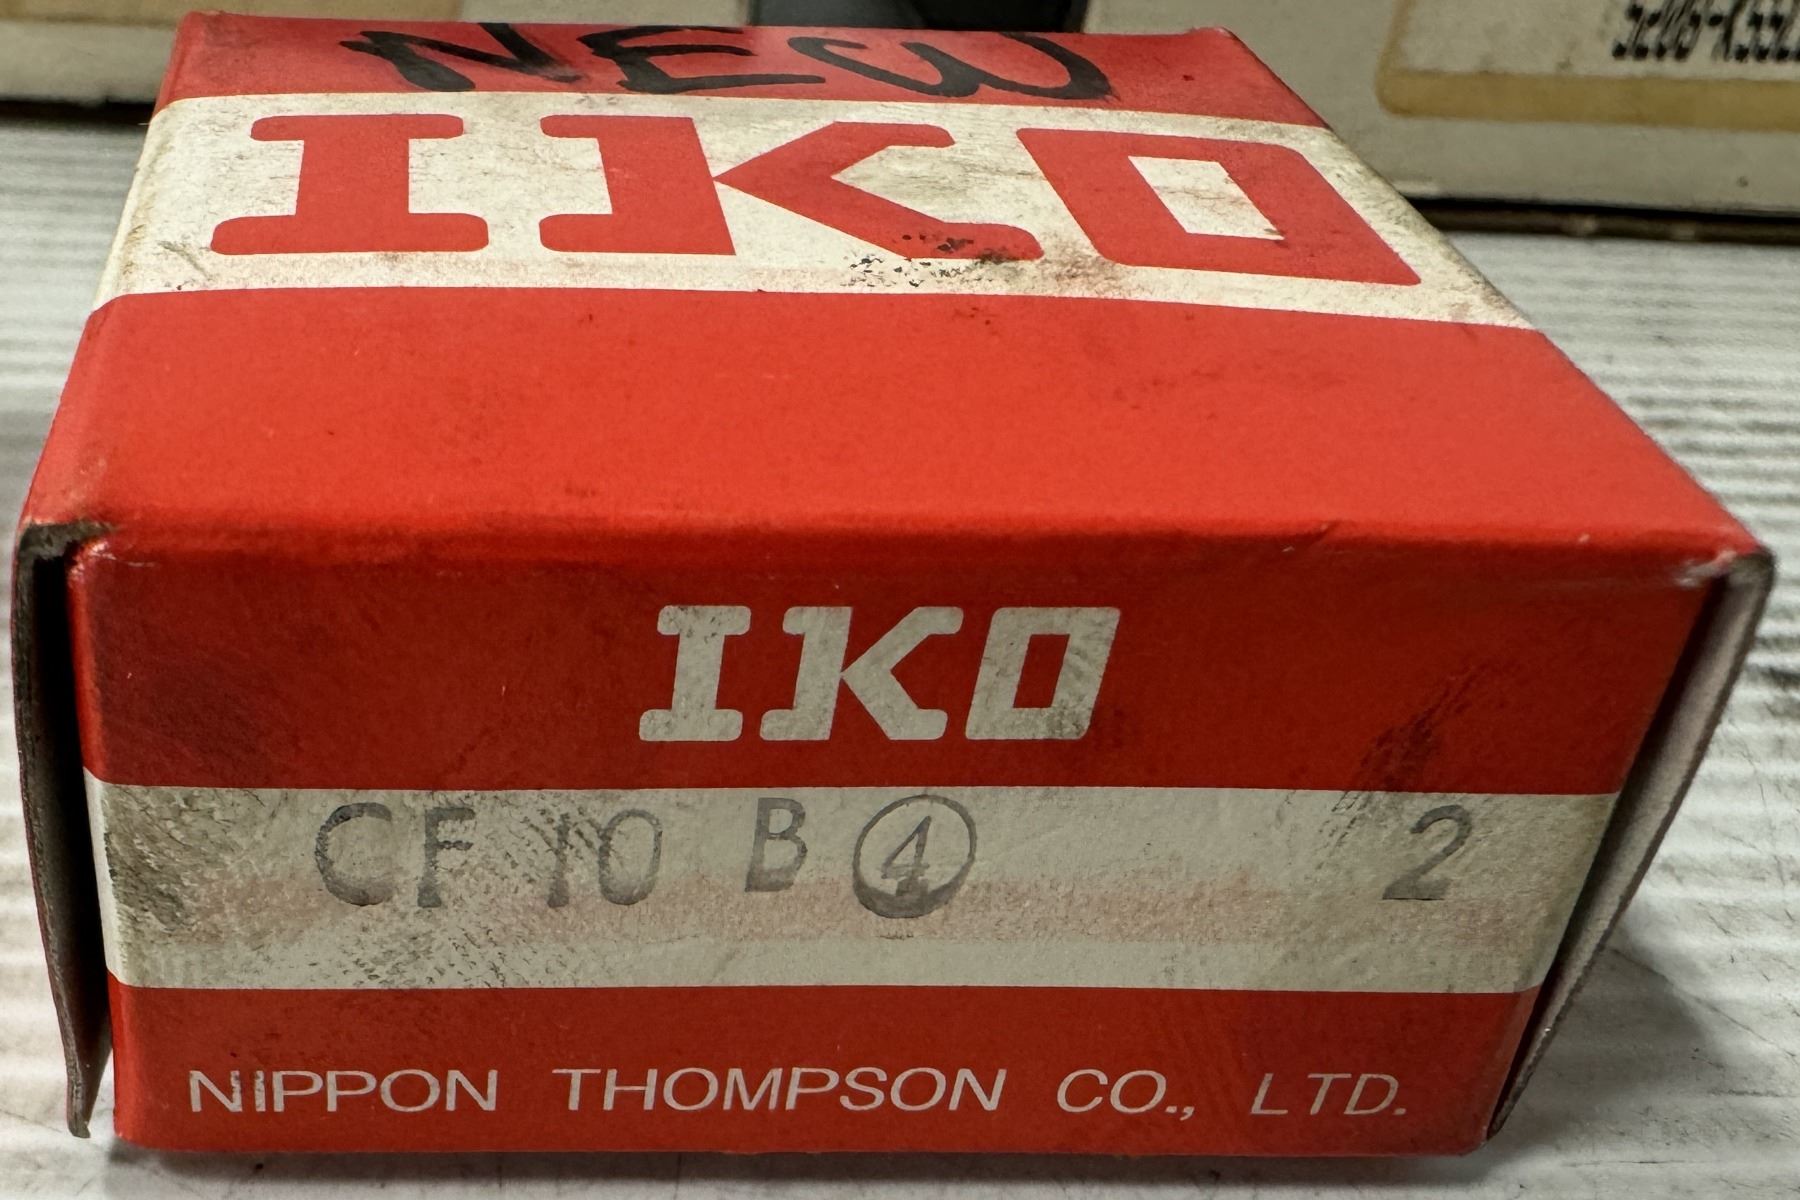 NEW
IKO
IKO
CF 10 B ④ 2
NIPPON THOMPSON CO., LTD.